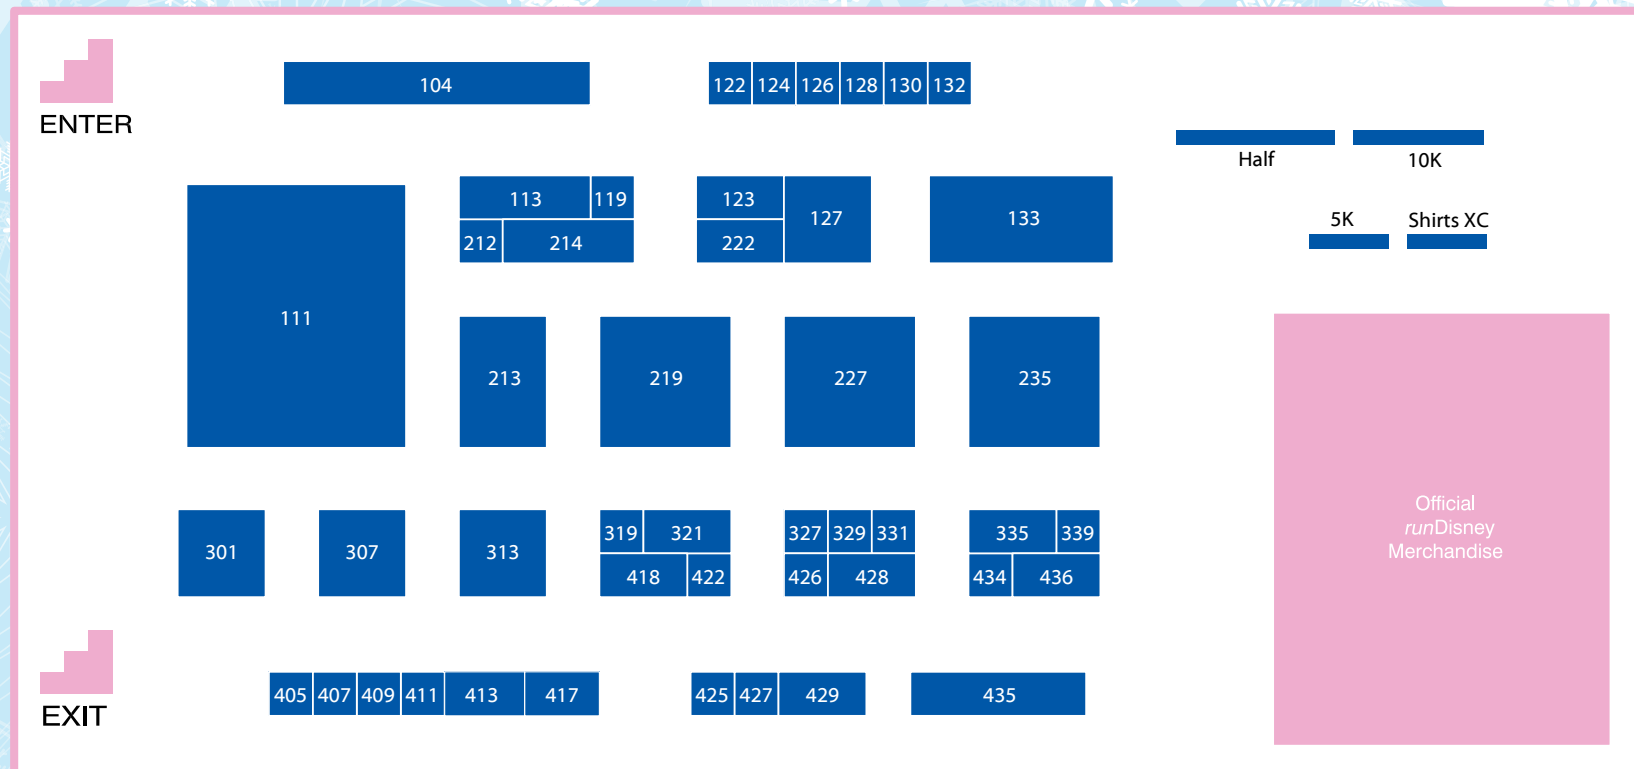 ENTER
104
122 124 126 128 130 132
Half
10K
113 119
123
127
133
212 214
222
5K
Shirts XC
111
213
219
227
235
301
307
313
319 321
327 329 331
335 339
418 422
426 428
434 436
Official
runDisney
Merchandise
EXIT
405 407 409 411 413 417
425 427 429
435